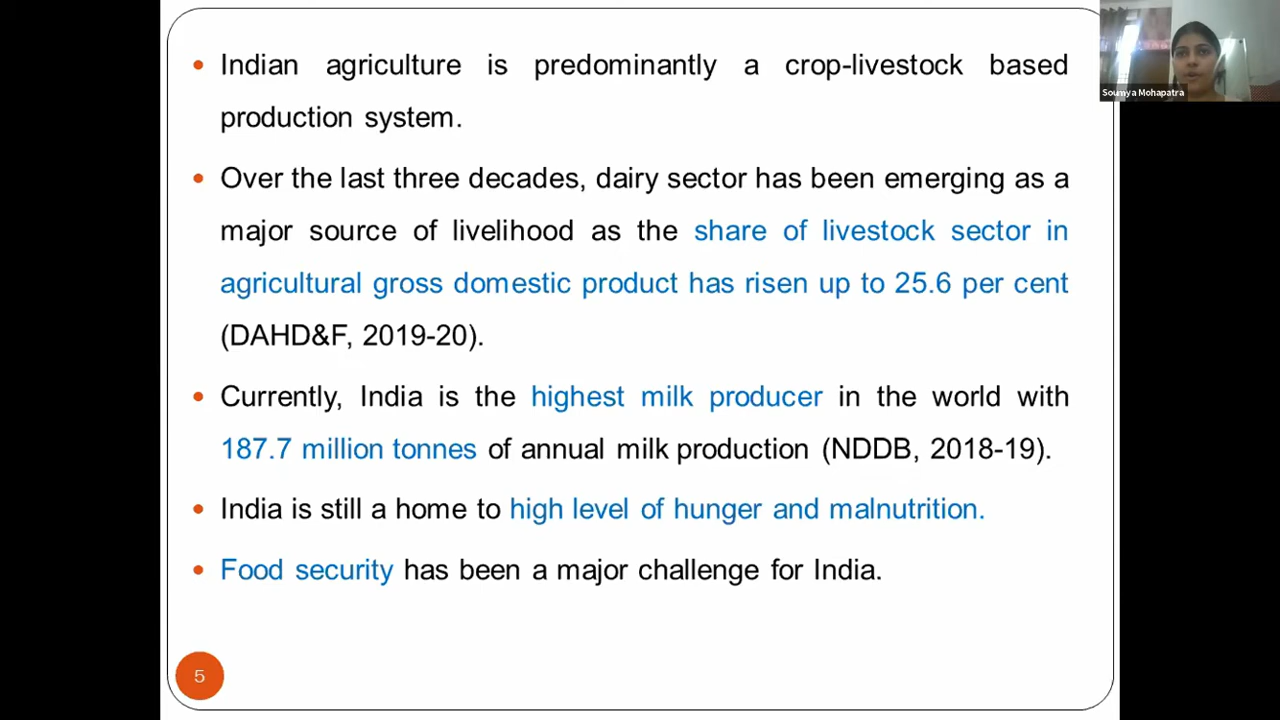 • Indian agriculture is predominantly a crop-livestock based
production system.
• Over the last three decades, dairy sector has been emerging as a
major source of livelihood as the share of livestock sector in
agricultural gross domestic product has risen up to 25.6 per cent
(DAHD&F, 2019-20).
• Currently, India is the highest milk producer in the world with
187.7 million tonnes of annual milk production (NDDB, 2018-19).
• India is still a home to high level of hunger and malnutrition.
• Food security has been a major challenge for India.
5
Soumya Mohapatra